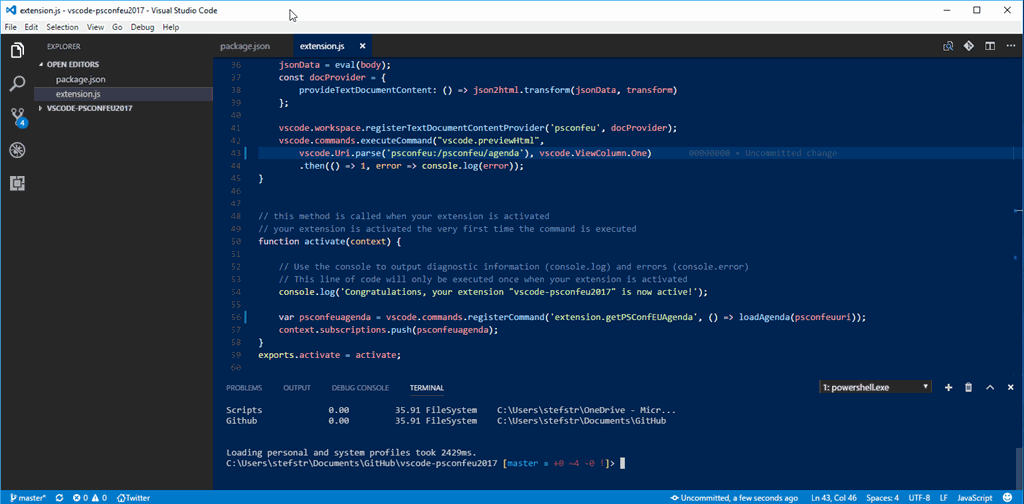 extension.js - vscode-psconfeu2017 - Visual Studio Code
File Edit Selection View Go Debug Help
EXPLORER
OPEN EDITORS
package.json
extension.js
VSCODE-PSCONFEU2017
4
package.json extension.js
36 jsonData = eval(body);
37 const docProvider = {
38 provideTextDocumentContent: () => json2html.transform(jsonData, transform)
39 };
40
41 vscode.workspace.registerTextDocumentContentProvider('psconfeu', docProvider);
42 vscode.commands.executeCommand("vscode.previewHtml",
43 vscode.Uri.parse('psconfeu:/psconfeu/agenda'), vscode.ViewColumn.One) 00000000 • Uncommitted change
44 .then(() => 1, error => console.log(error));
45 }
46
47
48 // this method is called when your extension is activated
49 // your extension is activated the very first time the command is executed
50 function activate(context) {
51
52 // Use the console to output diagnostic information (console.log) and errors (console.error)
53 // This line of code will only be executed once when your extension is activated
54 console.log('Congratulations, your extension "vscode-psconfeu2017" is now active!');
55
56 var psconfeuagenda = vscode.commands.registerCommand('extension.getPSConfEUAgenda', () => loadAgenda(psconfeuuri));
57 context.subscriptions.push(psconfeuagenda);
58 }
59 exports.activate = activate;
60
PROBLEMS OUTPUT DEBUG CONSOLE TERMINAL 1: powershell.exe
Scripts 0.00 35.91 FileSystem C:\Users\stefstr\OneDrive - Micr...
Github 0.00 35.91 FileSystem C:\Users\stefstr\Documents\GitHub
Loading personal and system profiles took 2429ms.
C:\Users\stefstr\Documents\GitHub\vscode-psconfeu2017 [master ≡ +0 ~4 -0 !]>
master* 0 0 Twitter Uncommitted, a few seconds ago Ln 43, Col 46 Spaces: 4 UTF-8 LF JavaScript